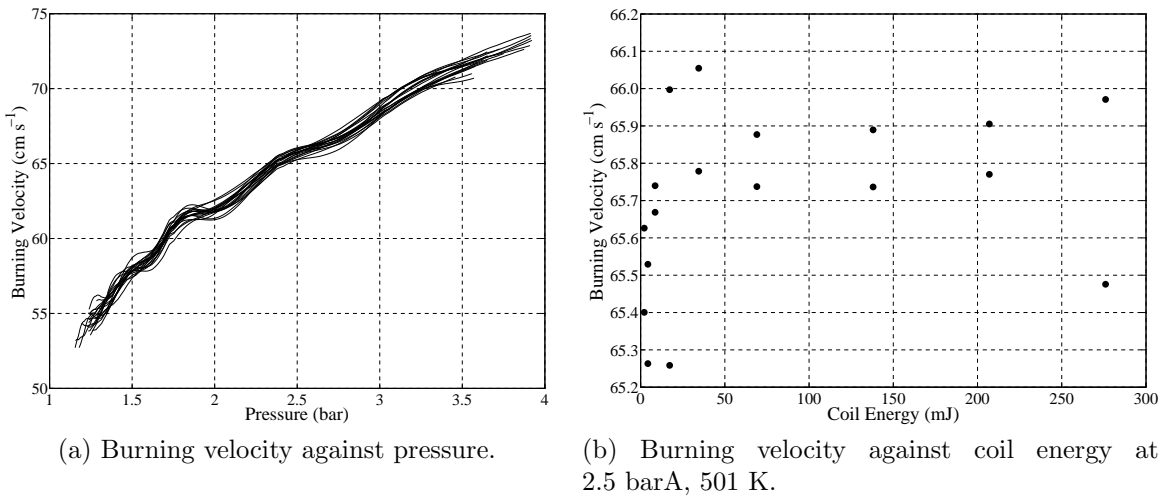 75
70
65
60
55
50
Burning Velocity (cm s⁻¹)
1 1.5 2 2.5 3 3.5 4
Pressure (bar)
(a) Burning velocity against pressure.
66.2
66.1
66.0
65.9
65.8
65.7
65.6
65.5
65.4
65.3
65.2
Burning Velocity (cm s⁻¹)
0 50 100 150 200 250 300
Coil Energy (mJ)
(b) Burning velocity against coil energy at
2.5 barA, 501 K.